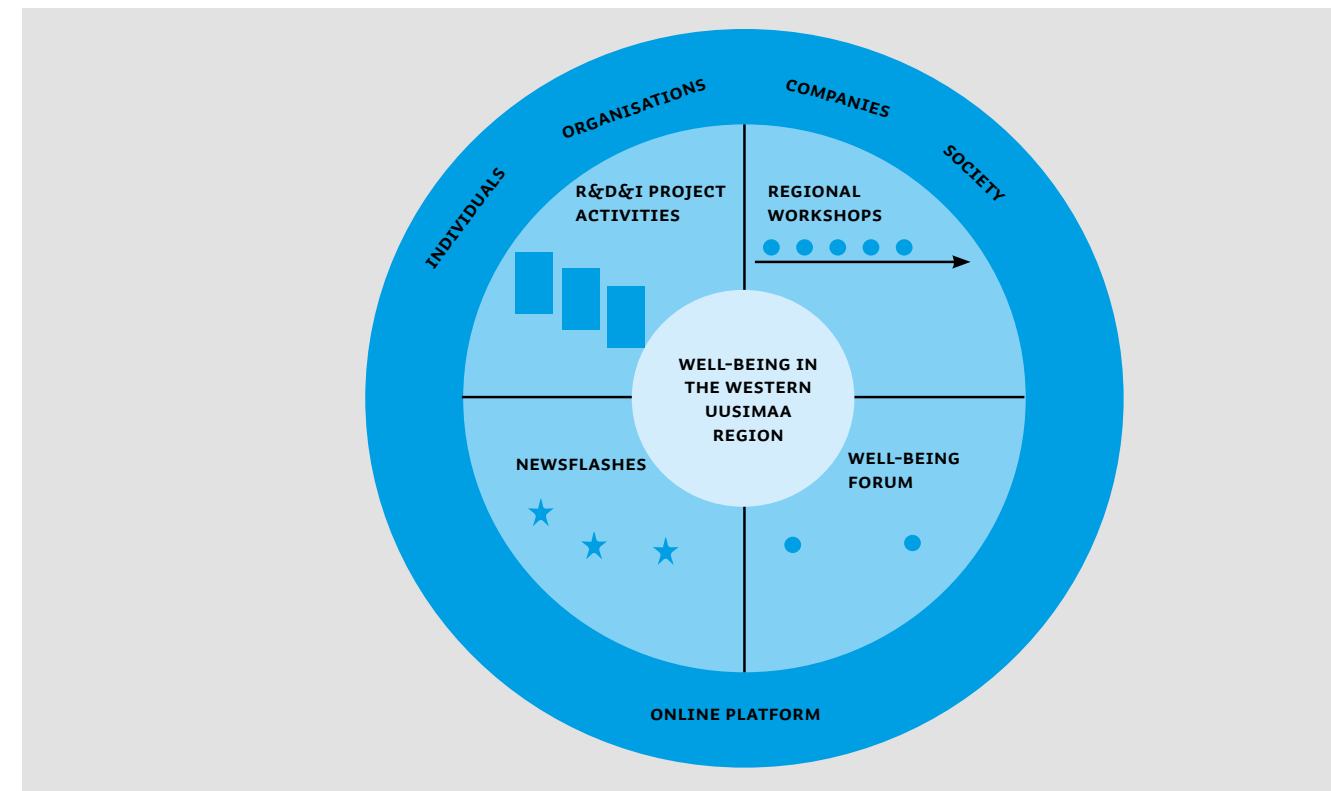 INDIVIDUALS
ORGANISATIONS
COMPANIES
SOCIETY
R&D&I PROJECT
ACTIVITIES
REGIONAL
WORKSHOPS
WELL-BEING IN
THE WESTERN
UUSIMAA
REGION
NEWSFLASHES
WELL-BEING
FORUM
ONLINE PLATFORM